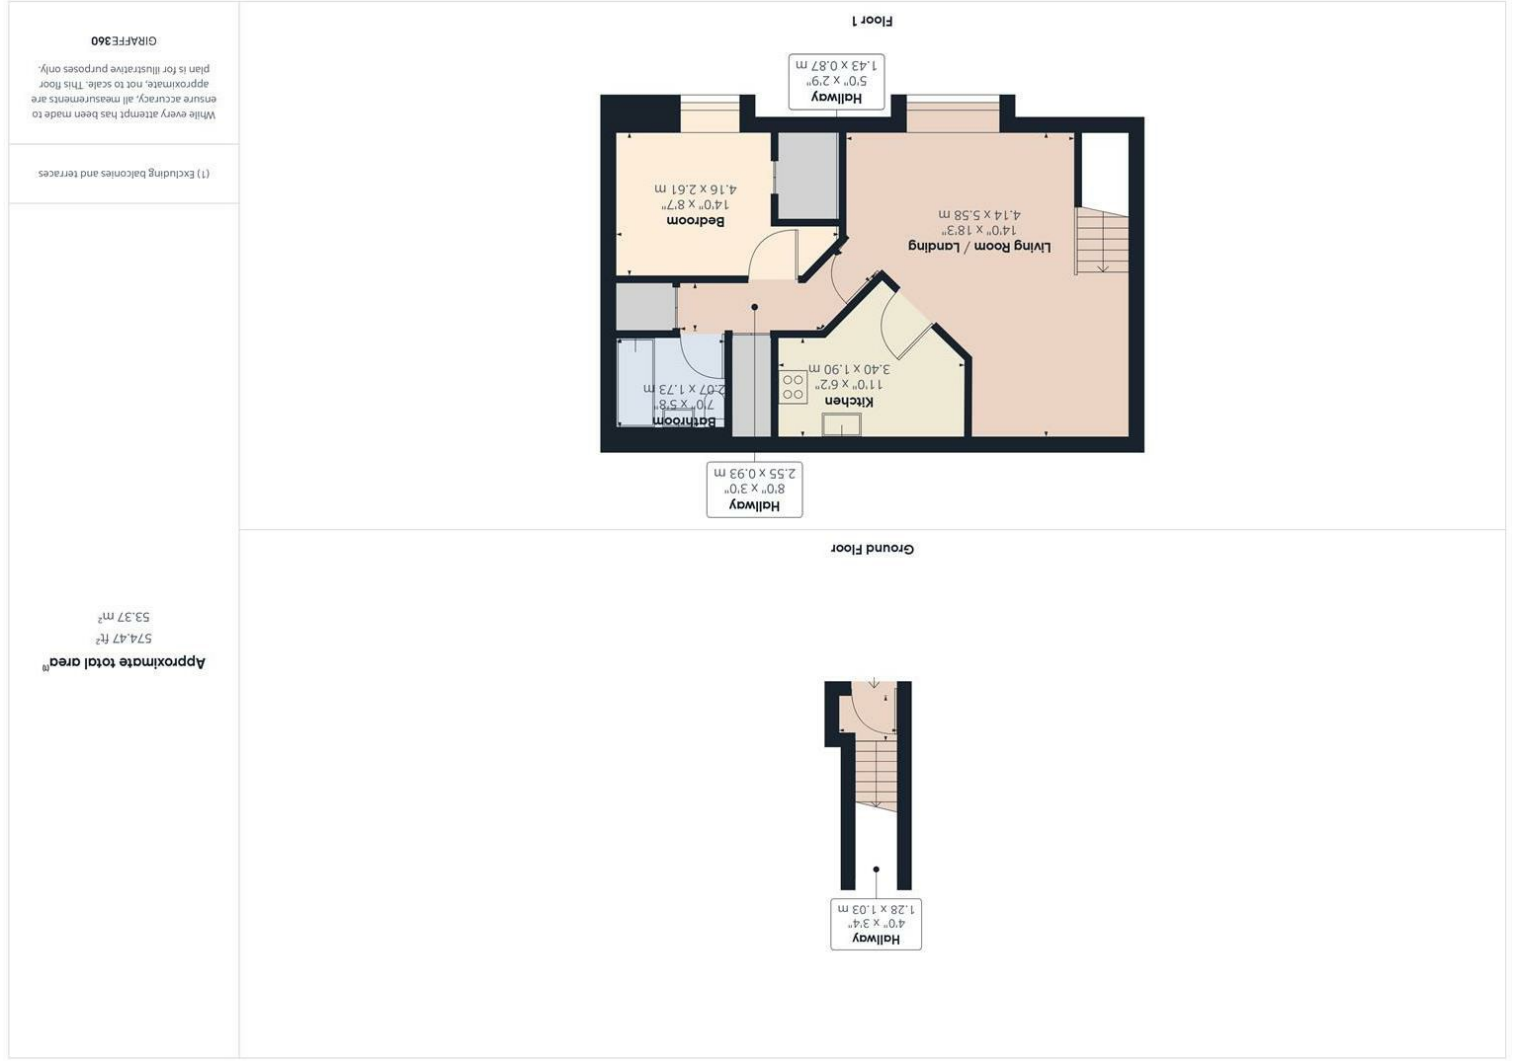 Approximate total area⁽¹⁾
574.47 ft²
53.37 m²
(1) Excluding balconies and terraces
While every attempt has been made to
ensure accuracy, all measurements are
approximate, not to scale. This floor
plan is for illustrative purposes only.
GIRAFFE360
Hallway
4'0" x 3'4"
1.28 x 1.03 m
Ground Floor
Hallway
8'0" x 3'0"
2.55 x 0.93 m
Kitchen
11'0" x 6'2"
3.40 x 1.90 m
Bathroom
7'0" x 5'8"
2.07 x 1.73 m
Living Room / Landing
14'0" x 18'3"
4.14 x 5.58 m
Bedroom
14'0" x 8'7"
4.16 x 2.61 m
Hallway
5'0" x 2'9"
1.43 x 0.87 m
Floor 1